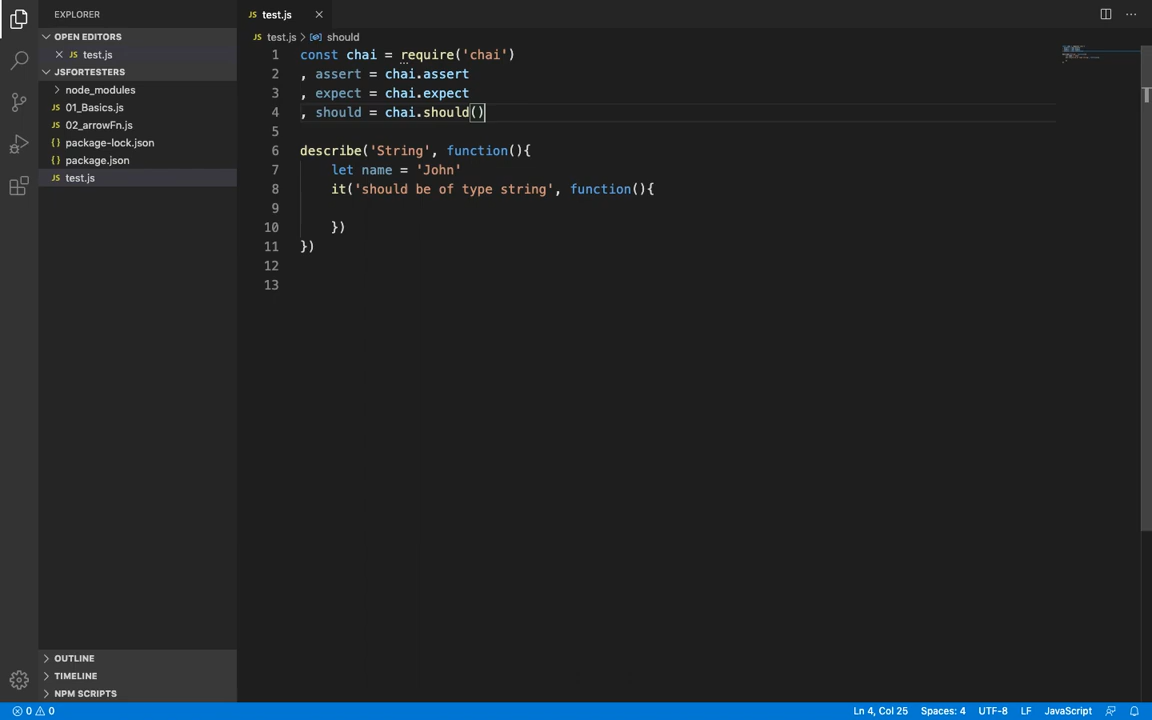 EXPLORER
OPEN EDITORS
JS test.js
JSFORTESTERS
node_modules
JS 01_Basics.js
JS 02_arrowFn.js
{} package-lock.json
{} package.json
JS test.js
OUTLINE
TIMELINE
NPM SCRIPTS
JS test.js
JS test.js > should
1 const chai = require('chai')
2 , assert = chai.assert
3 , expect = chai.expect
4 , should = chai.should()
5
6 describe('String', function(){
7 let name = 'John'
8 it('should be of type string', function(){
9
10 })
11 })
12
13
0 0 Ln 4, Col 25 Spaces: 4 UTF-8 LF JavaScript